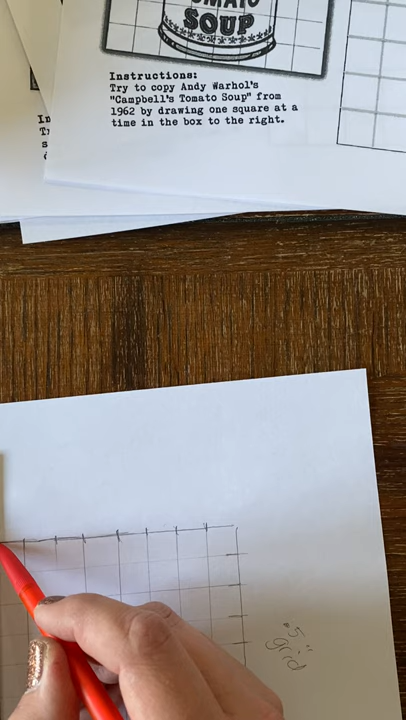 SOUP
Instructions:
Try to copy Andy Warhol's
"Campbell's Tomato Soup" from
1962 by drawing one square at a
time in the box to the right.
grid